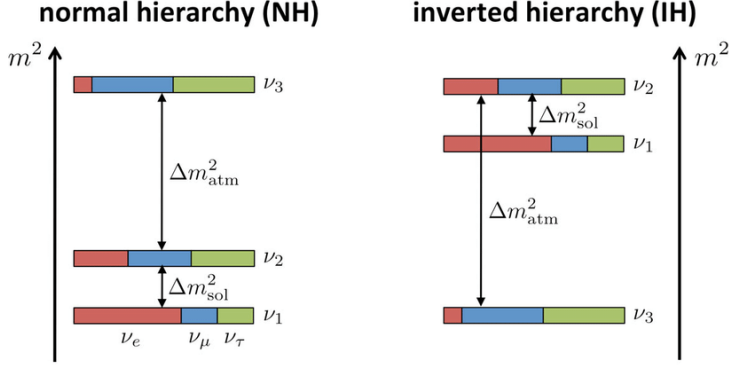 normal hierarchy (NH)
inverted hierarchy (IH)
m²
ν₃
Δm²atm
ν₂
Δm²sol
ν₁
νₑ νμ ντ
ν₂
m²
Δm²sol
ν₁
Δm²atm
ν₃